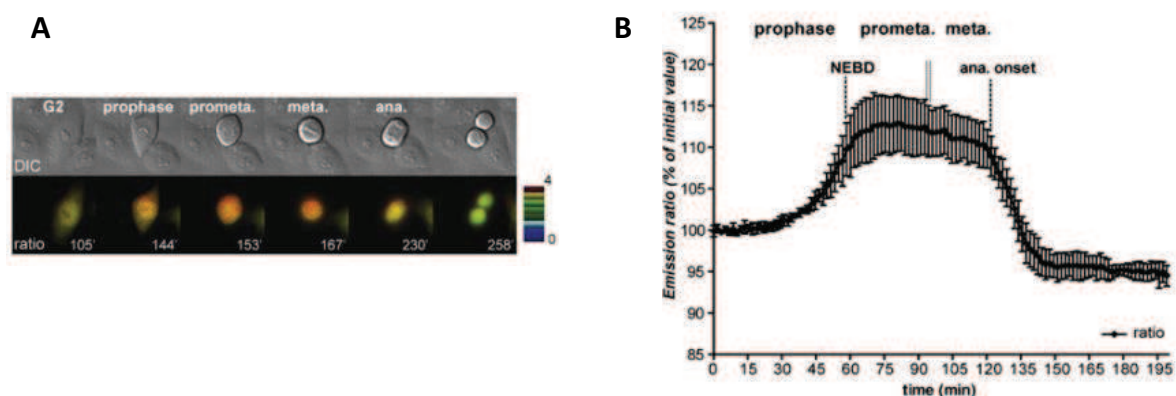 A
G2 prophase prometa. meta. ana.
DIC
ratio 105' 144' 153' 167' 230' 258'
4
0
B
prophase prometa. meta.
NEBD ana. onset
Emission ratio (% of initial value)
125
120
115
110
105
100
95
90
85
ratio
0 15 30 45 60 75 90 105 120 135 150 165 180 195
time (min)